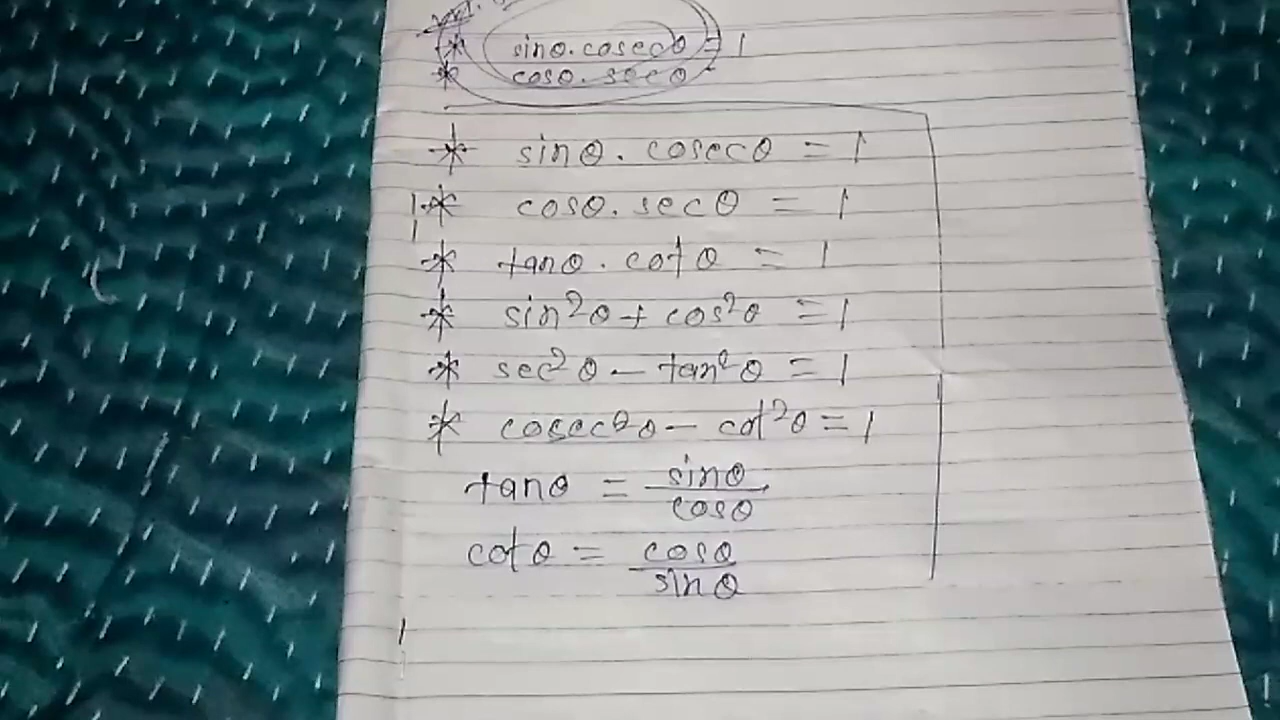 * sinθ.cosecθ = 1
* cosθ.secθ
* sinθ.cosecθ = 1
* cosθ.secθ = 1
* tanθ.cotθ = 1
* sin²θ + cos²θ = 1
* sec²θ - tan²θ = 1
* cosec²θ - cot²θ = 1
tanθ = sinθ/cosθ
cotθ = cosθ/sinθ